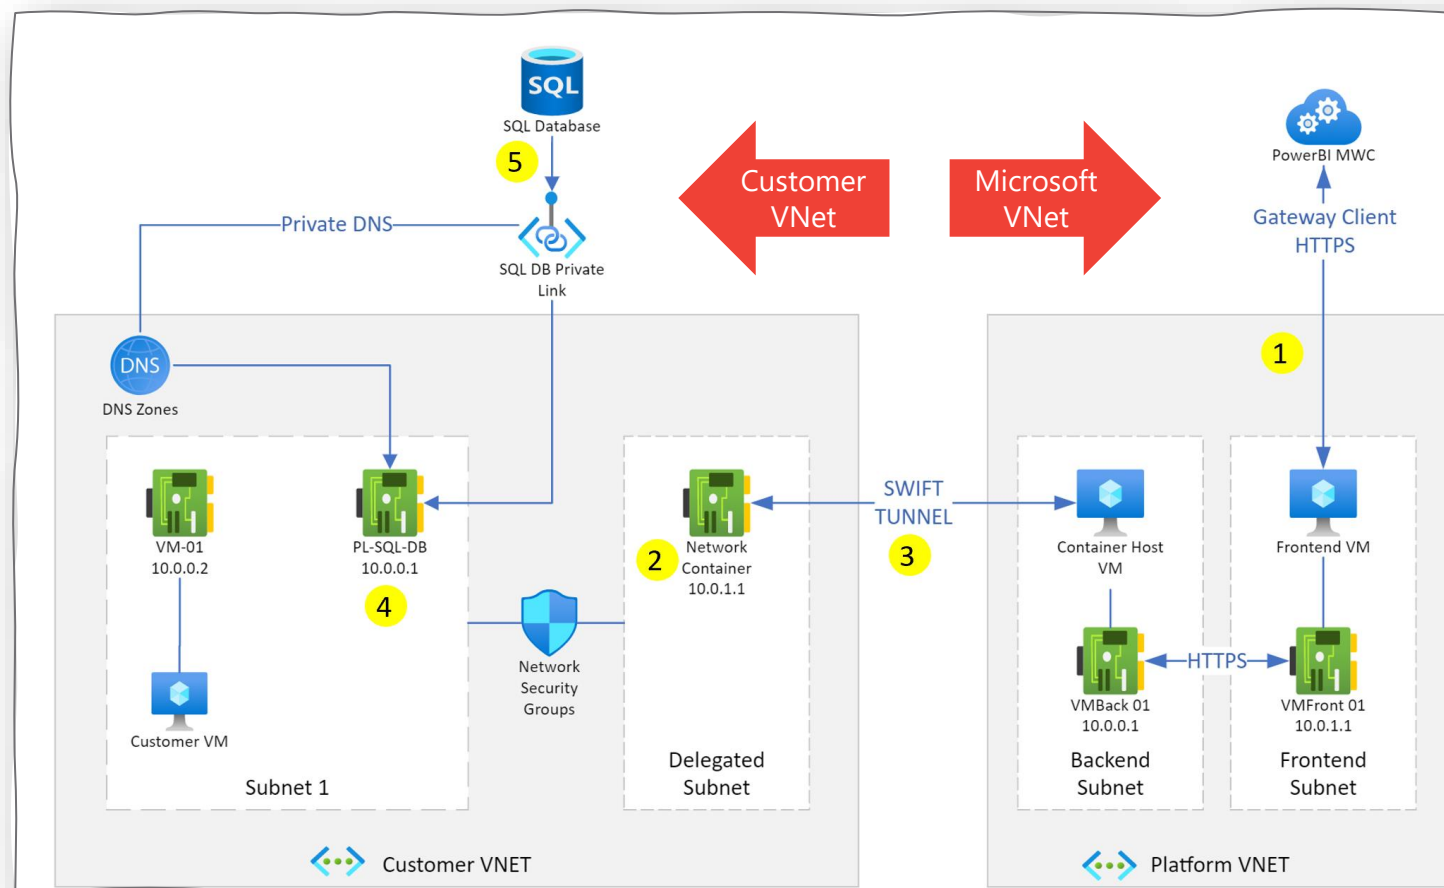 SQL
SQL Database
5
Customer
VNet
Microsoft
VNet
PowerBI MWC
Private DNS
SQL DB Private
Link
Gateway Client
HTTPS
1
DNS
DNS Zones
VM-01
10.0.0.2
PL-SQL-DB
10.0.0.1
4
Customer VM
Subnet 1
Network
Security
Groups
2
Network
Container
10.0.1.1
Delegated
Subnet
SWIFT
TUNNEL
3
Container Host
VM
Frontend VM
HTTPS
VMBack 01
10.0.0.1
VMFront 01
10.0.1.1
Backend
Subnet
Frontend
Subnet
Customer VNET
Platform VNET